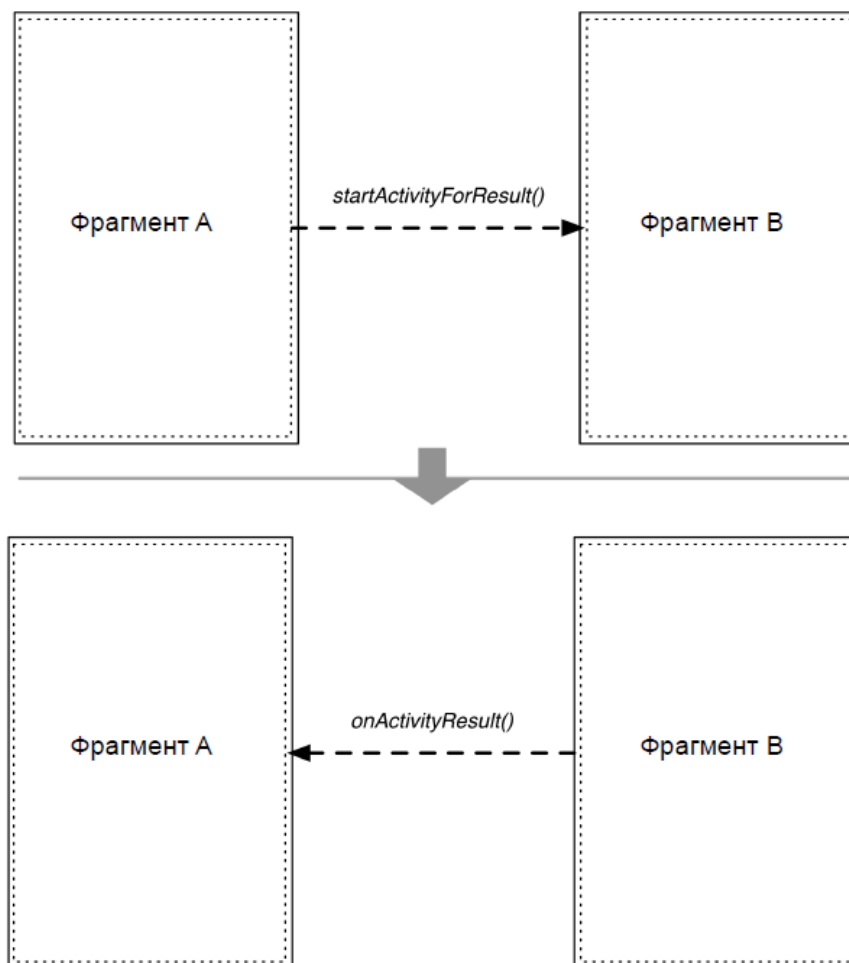 startActivityForResult()
Фрагмент А
Фрагмент В
onActivityResult()
Фрагмент А
Фрагмент В